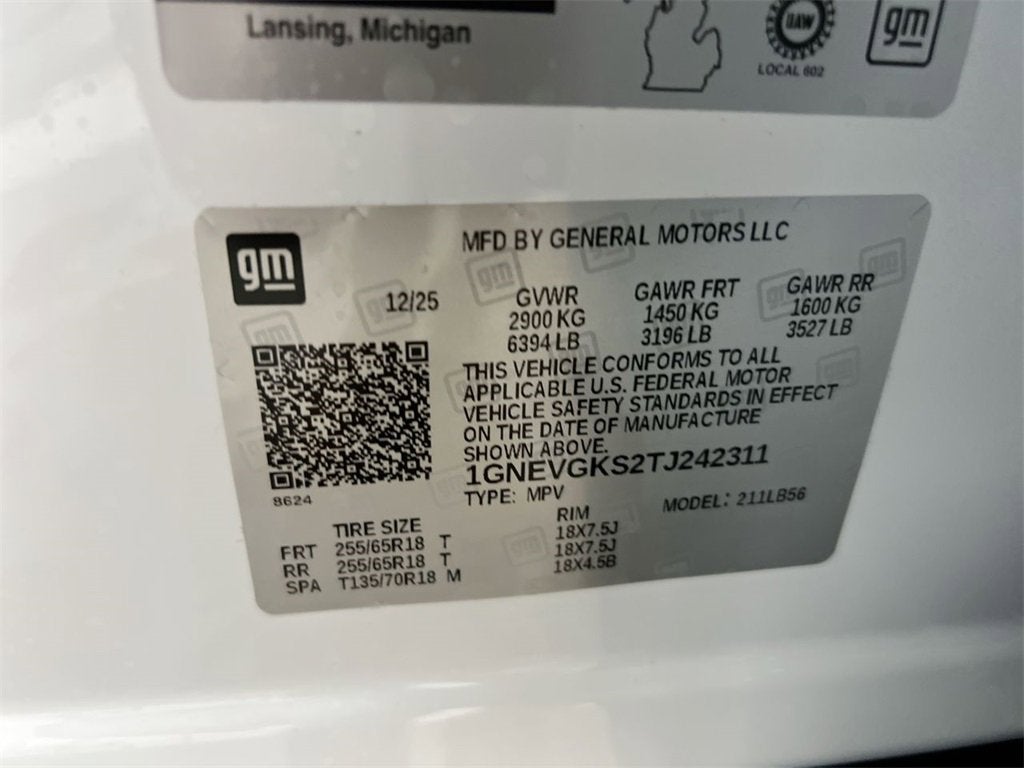 Lansing, Michigan
UAW
LOCAL 602
gm
gm
MFD BY GENERAL MOTORS LLC
12/25
GVWR GAWR FRT GAWR RR
2900 KG 1450 KG 1600 KG
6394 LB 3196 LB 3527 LB
THIS VEHICLE CONFORMS TO ALL
APPLICABLE U.S. FEDERAL MOTOR
VEHICLE SAFETY STANDARDS IN EFFECT
ON THE DATE OF MANUFACTURE
SHOWN ABOVE.
1GNEVGKS2TJ242311
8624
TYPE: MPV MODEL: 211LB56
TIRE SIZE RIM
FRT 255/65R18 T 18X7.5J
RR 255/65R18 T 18X7.5J
SPA T135/70R18 M 18X4.5B